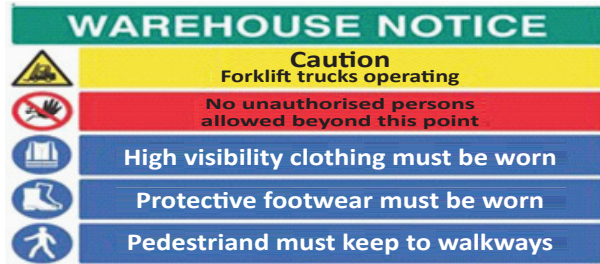 WAREHOUSE NOTICE
Caution
Forklift trucks operating
No unauthorised persons
allowed beyond this point
High visibility clothing must be worn
Protective footwear must be worn
Pedestriand must keep to walkways